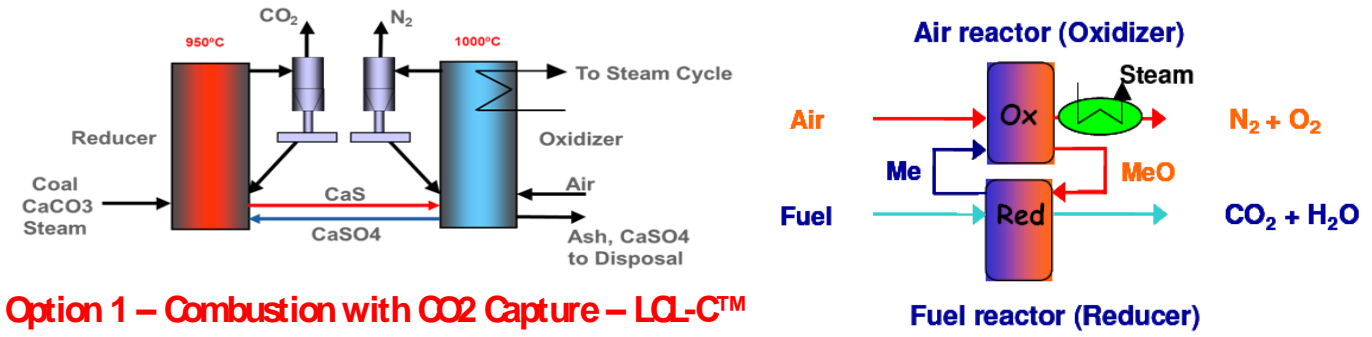 CO₂
N₂
950ºC
1000ºC
To Steam Cycle
Reducer
Oxidizer
Coal
CaCO3
Steam
CaS
CaSO4
Air
Ash, CaSO4
to Disposal
Option 1 – Combustion with CO2 Capture – LCL-C™
Air reactor (Oxidizer)
Steam
Air
Ox
N₂ + O₂
Me
MeO
Fuel
Red
CO₂ + H₂O
Fuel reactor (Reducer)